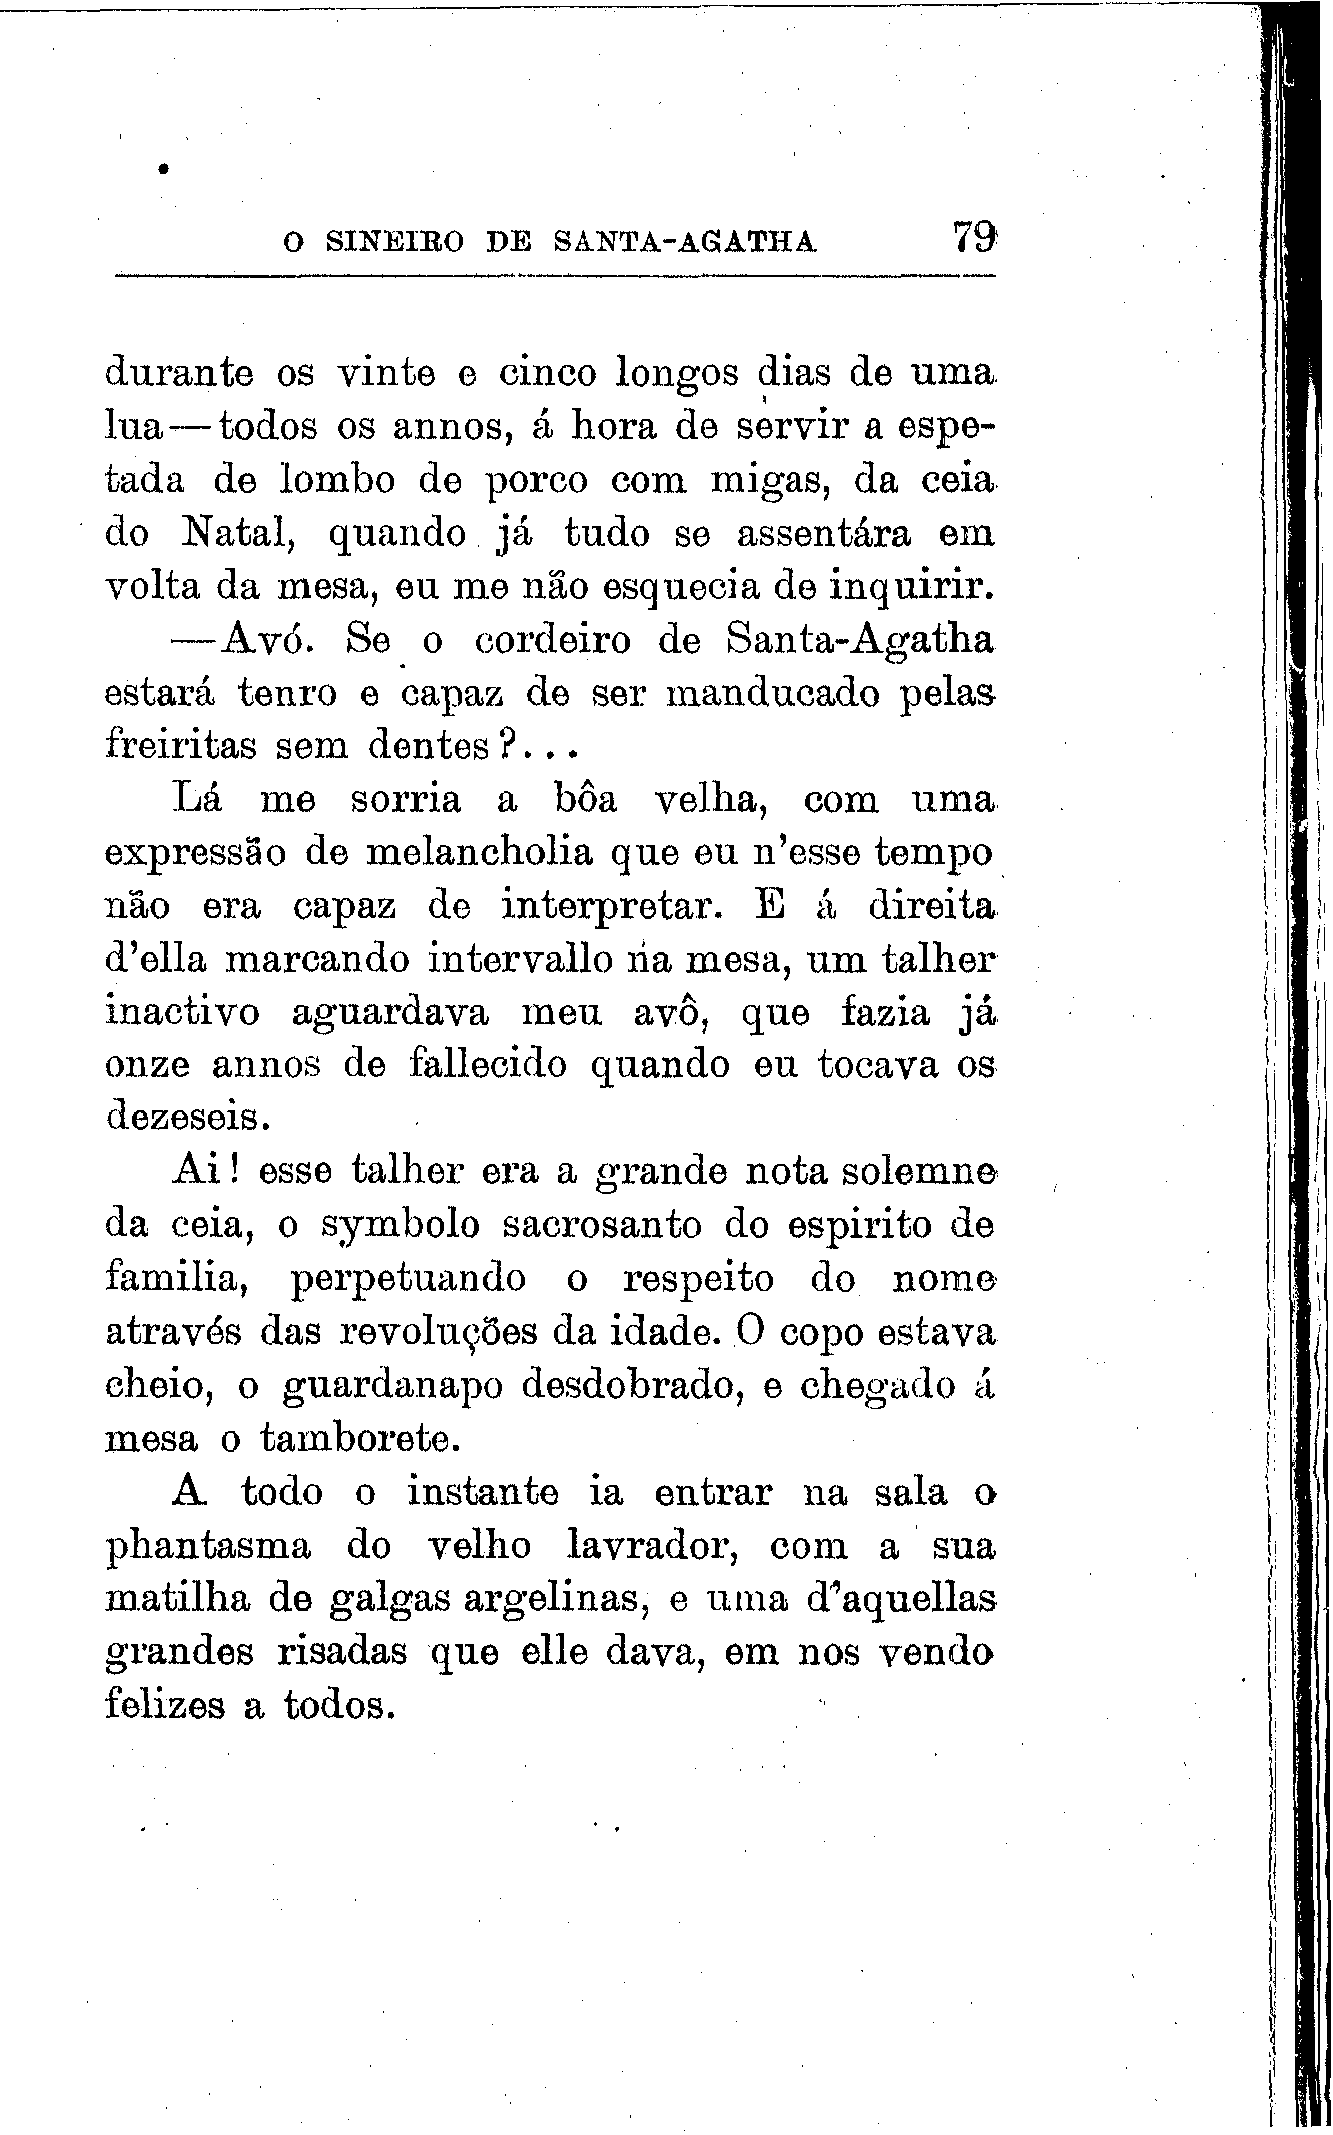 O SINEIRO DE SANTA-AGATHA 79
durante os vinte e cinco longos dias de uma
lua—todos os annos, á hora de servir a espe-
tada de lombo de porco com migas, da ceia
do Natal, quando já tudo se assentára em
volta da mesa, eu me não esquecia de inquirir.
—Avó. Se o cordeiro de Santa-Agatha
estará tenro e capaz de ser manducado pelas
freiritas sem dentes?...
Lá me sorria a bôa velha, com uma
expressão de melancholia que eu n'esse tempo
não era capaz de interpretar. E á direita
d'ella marcando intervallo na mesa, um talher
inactivo aguardava meu avô, que fazia já
onze annos de fallecido quando eu tocava os
dezeseis.
Ai! esse talher era a grande nota solemne
da ceia, o symbolo sacrosanto do espirito de
familia, perpetuando o respeito do nome
através das revoluções da idade. O copo estava
cheio, o guardanapo desdobrado, e chegado á
mesa o tamborete.
A todo o instante ia entrar na sala o
phantasma do velho lavrador, com a sua
matilha de galgas argelinas, e uma d'aquellas
grandes risadas que elle dava, em nos vendo
felizes a todos.